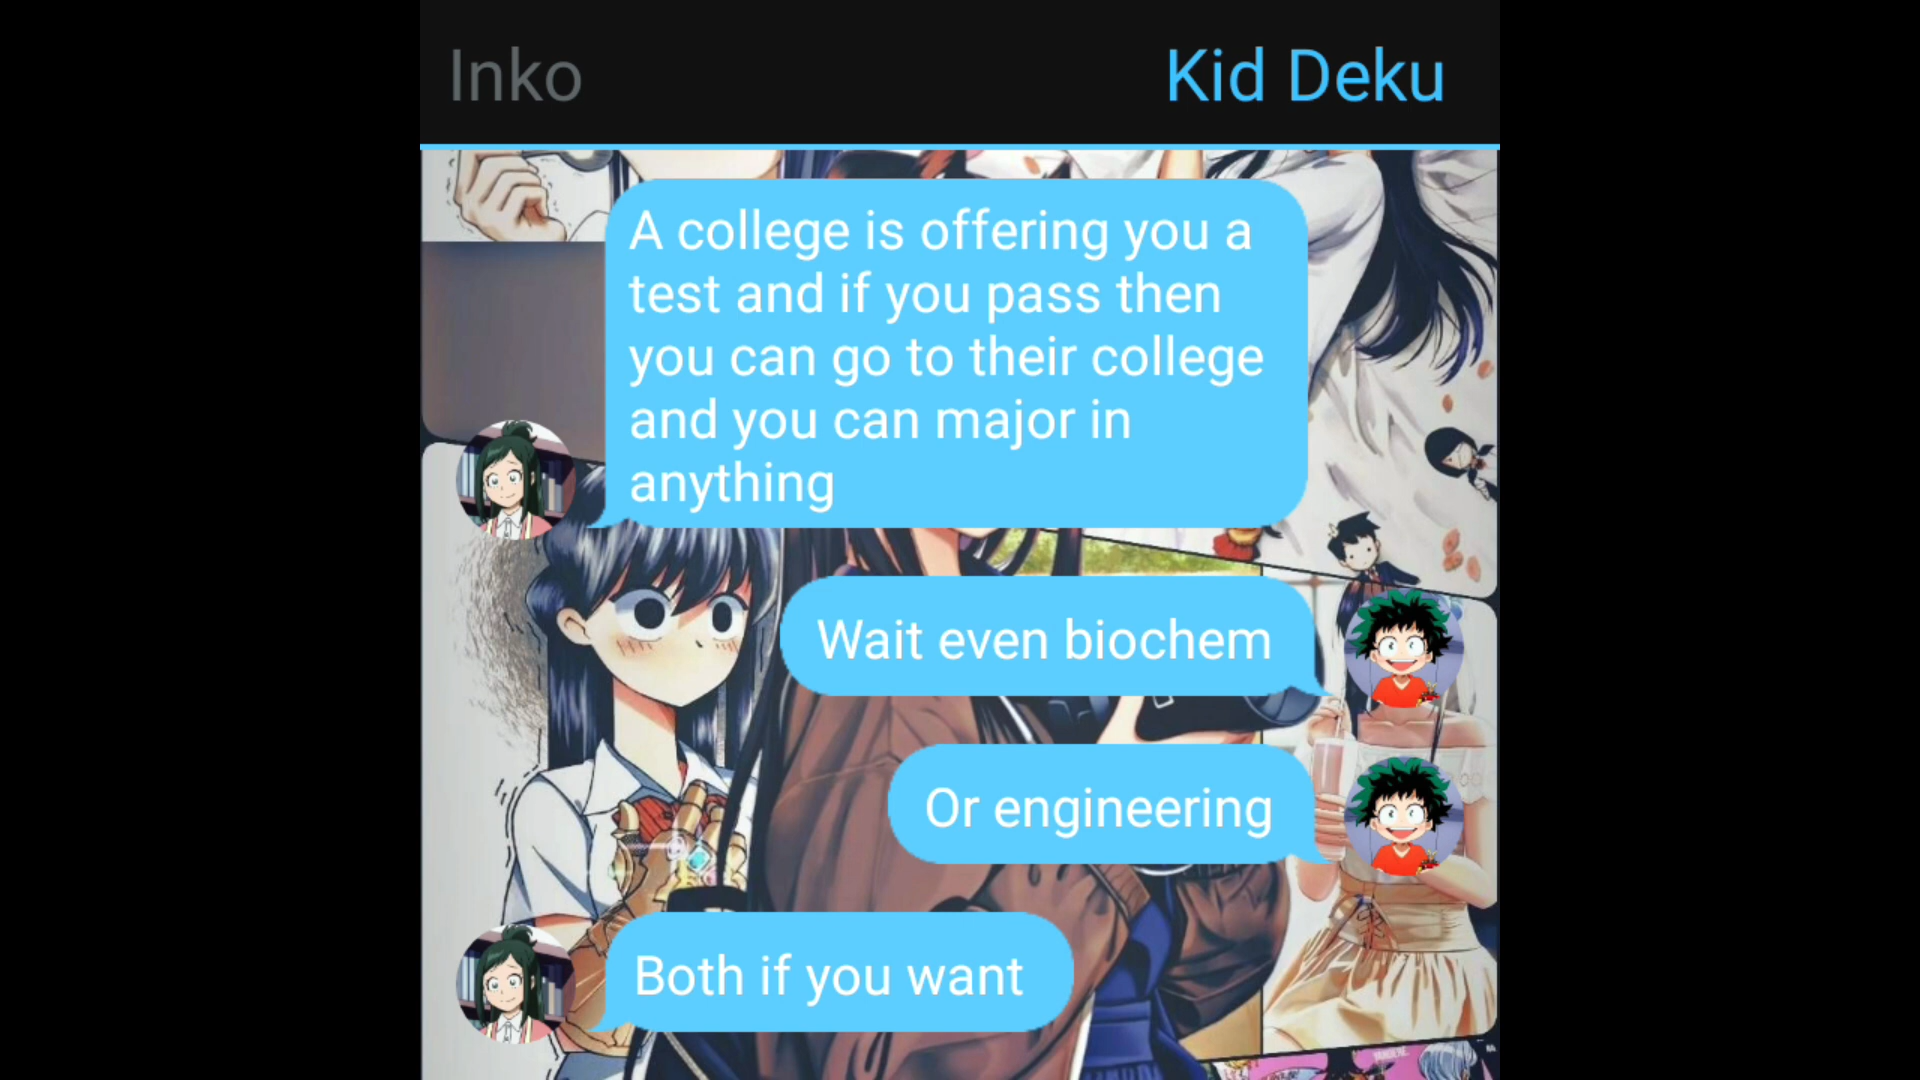 Inko
Kid Deku
A college is offering you a
test and if you pass then
you can go to their college
and you can major in
anything
Wait even biochem
Or engineering
Both if you want